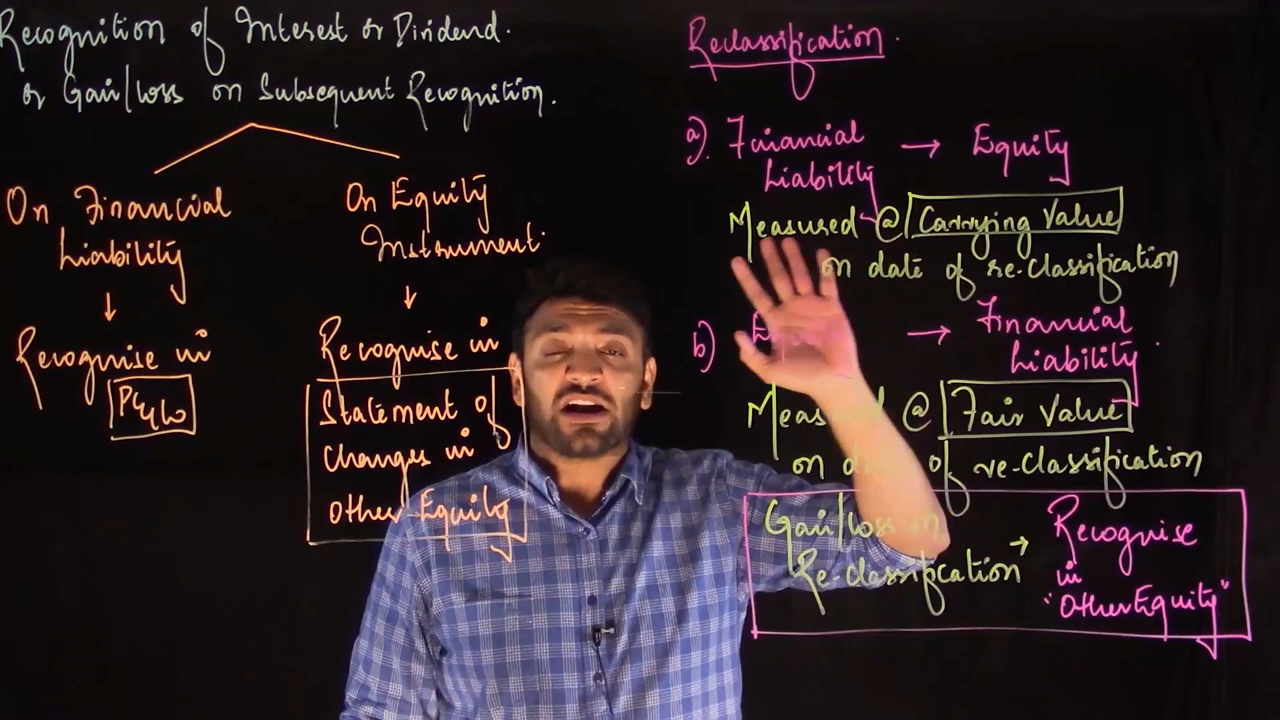 Recognition of Interest or Dividend.
or Gain/loss on Subsequent Recognition.
On Financial
Liability
↓
Recognise in
P&L
On Equity
Instrument.
↓
Recognise in
Statement of
changes in
other Equity
Reclassification.
a). Financial → Equity
Liability
Measured @ Carrying Value
on date of re-classification
b) → Financial
Liability.
@ Fair Value
on of re-classification
Gain/loss on
Re-classification → Recognise
in
"Other Equity"